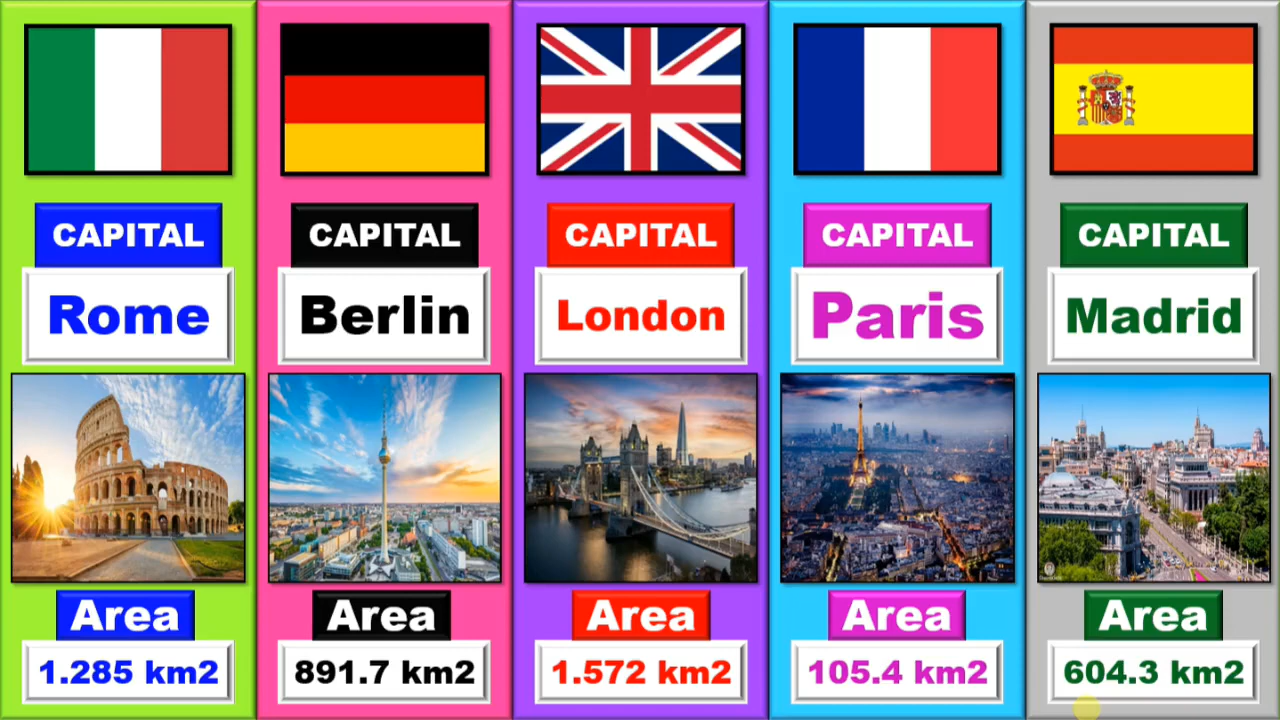 CAPITAL
Rome
Area
1.285 km2
CAPITAL
Berlin
Area
891.7 km2
CAPITAL
London
Area
1.572 km2
CAPITAL
Paris
Area
105.4 km2
CAPITAL
Madrid
Area
604.3 km2